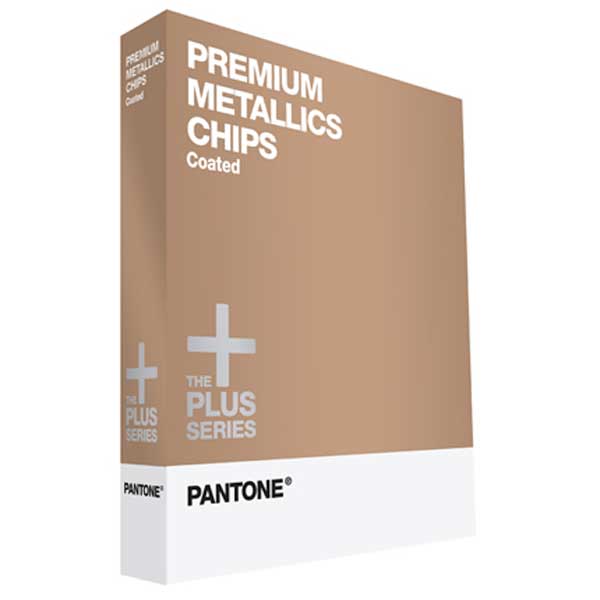 PREMIUM
METALLICS
CHIPS
Coated
THE
PLUS
SERIES
PANTONE®
PREMIUM
METALLICS
CHIPS
Coated
THE
PLUS
SERIES
PANTONE®